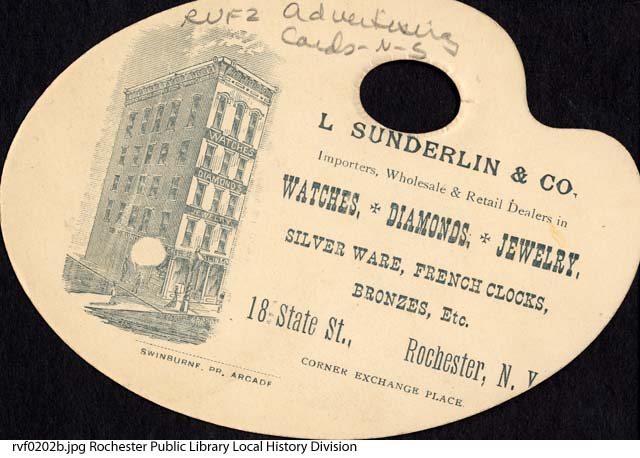 RVF2 Advertising
Cards-N-S
L SUNDERLIN & CO.
Importers, Wholesale & Retail Dealers in
WATCHES, ✠ DIAMONDS, ✠ JEWELRY,
SILVER WARE, FRENCH CLOCKS,
BRONZES, Etc.
18 State St., Rochester, N. Y.
CORNER EXCHANGE PLACE.
WATCHES
DIAMONDS
JEWELRY
SWINBURNE, PR. ARCADE
rvf0202b.jpg Rochester Public Library Local History Division